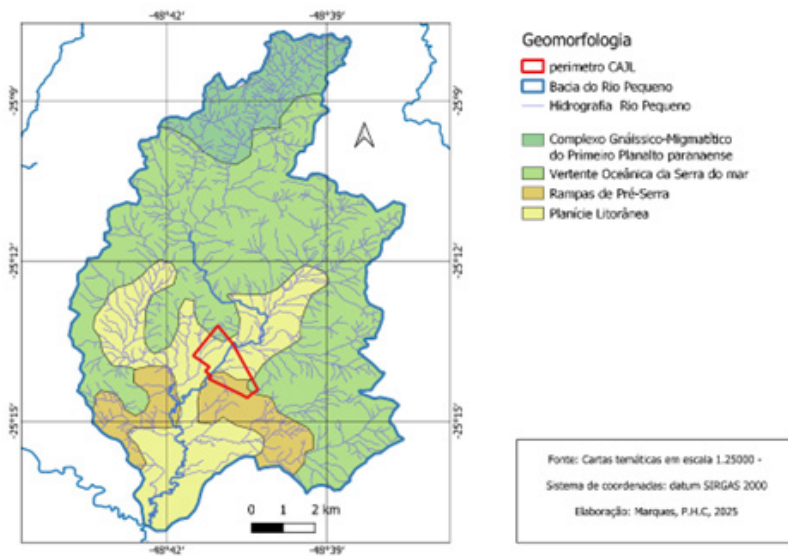 -48°42' -48°39'
-25°9' -25°9'
-25°12' -25°12'
-25°15' -25°15'
0 1 2 km
-48°42' -48°39'
Geomorfologia
perimetro CAJL
Bacia do Rio Pequeno
Hidrografia Rio Pequeno
Complexo Gnáissico-Migmatítico
do Primeiro Planalto paranaense
Vertente Oceânica da Serra do mar
Rampas de Pré-Serra
Planície Litorânea
Fonte: Cartas temáticas em escala 1.25000 -
Sistema de coordenadas: datum SIRGAS 2000
Elaboração: Marques, P.H.C, 2025